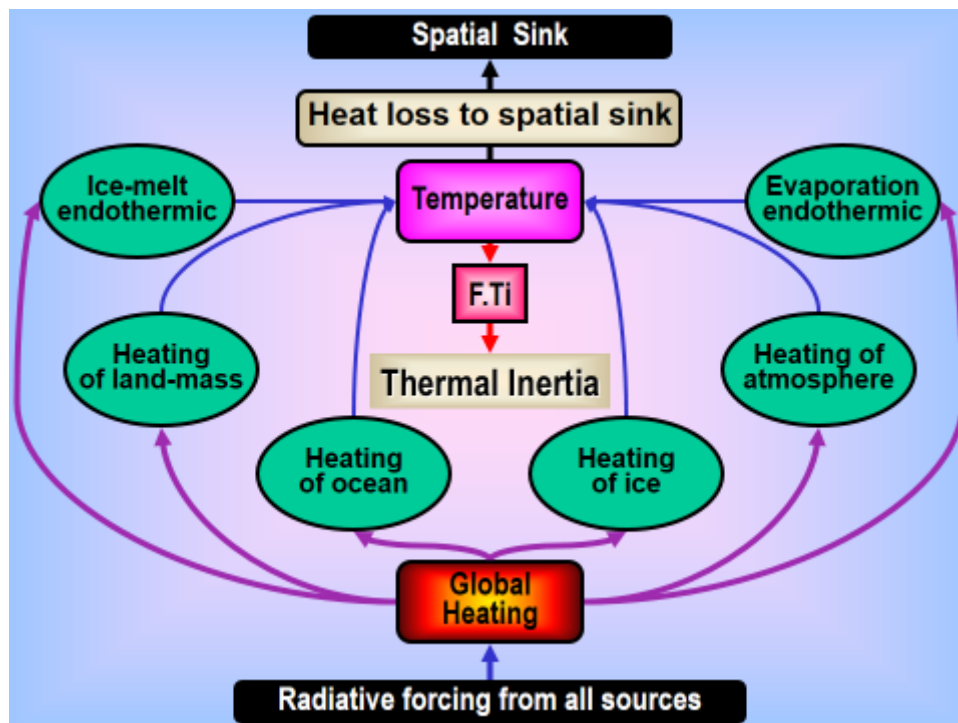 Spatial Sink
Heat loss to spatial sink
Ice-melt
endothermic
Temperature
Evaporation
endothermic
F.Ti
Heating
of land-mass
Thermal Inertia
Heating of
atmosphere
Heating
of ocean
Heating
of ice
Global
Heating
Radiative forcing from all sources